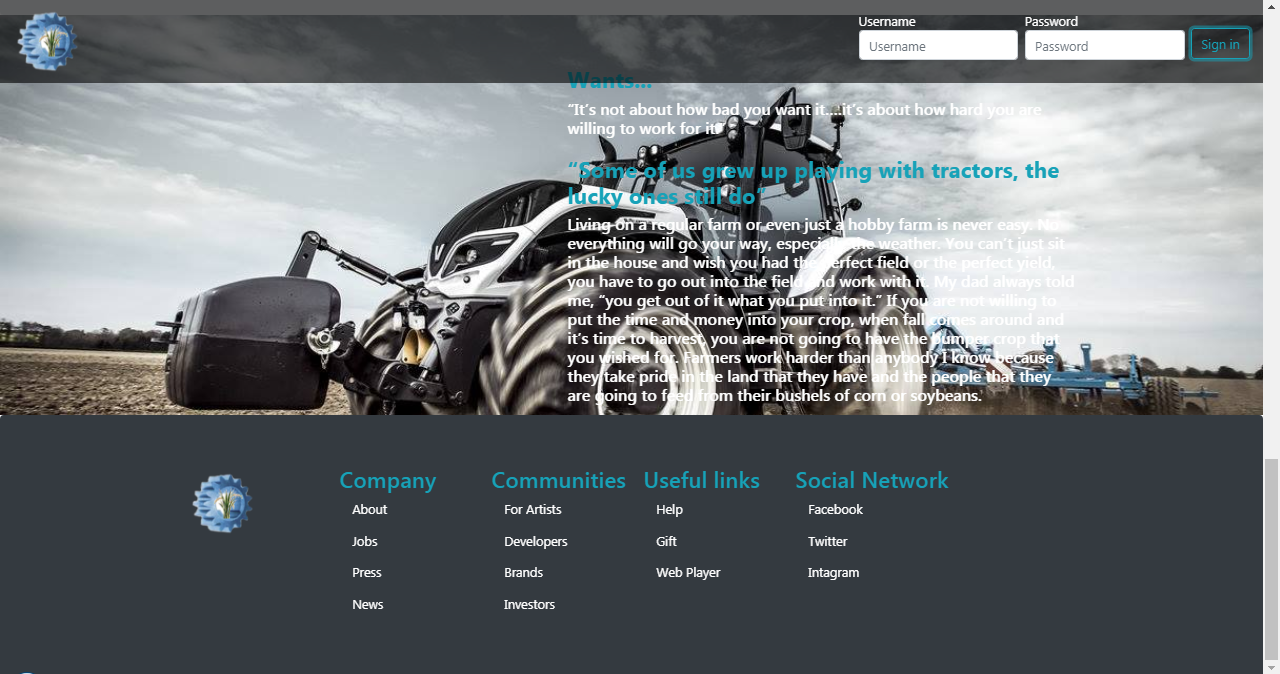 Username
Password
Username
Password
Sign in
Wants...
“It’s not about how bad you want it....it’s about how hard you are
willing to work for it.”
“Some of us grew up playing with tractors, the
lucky ones still do”
Living on a regular farm or even just a hobby farm is never easy. No
everything will go your way, especially the weather. You can’t just sit
in the house and wish you had the perfect field or the perfect yield,
you have to go out into the field and work with it. My dad always told
me, “you get out of it what you put into it.” If you are not willing to
put the time and money into your crop, when fall comes around and
it’s time to harvest, you are not going to have the bumper crop that
you wished for. Farmers work harder than anybody I know because
they take pride in the land that they have and the people that they
are going to feed from their bushels of corn or soybeans.
Company
Communities
Useful links
Social Network
About
For Artists
Help
Facebook
Jobs
Developers
Gift
Twitter
Press
Brands
Web Player
Intagram
News
Investors